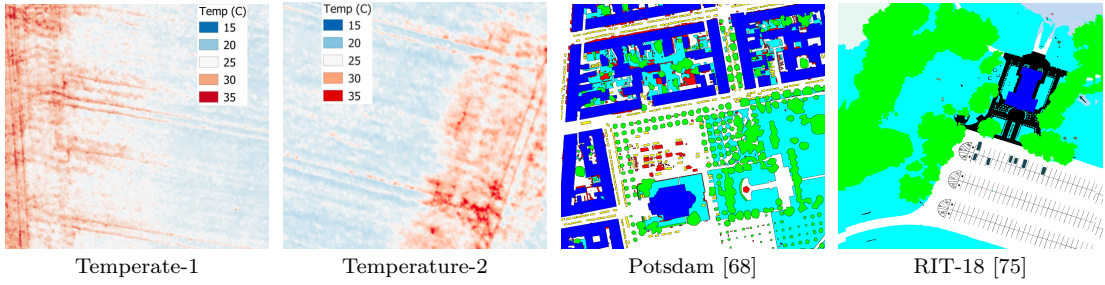 Temp (C)
15
20
25
30
35
Temp (C)
15
20
25
30
35
Temperate-1
Temperature-2
Potsdam [68]
RIT-18 [75]